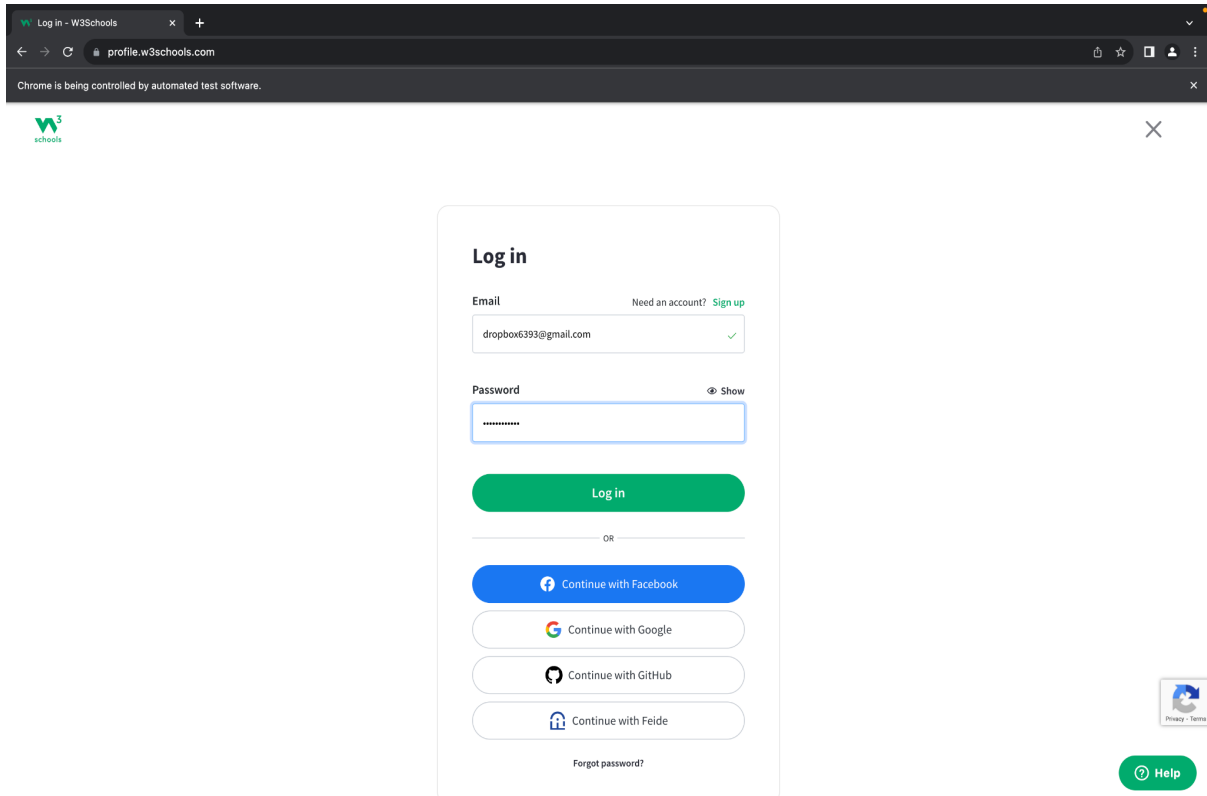 Log in - W3Schools
profile.w3schools.com
Chrome is being controlled by automated test software.
W3
schools
Log in
Email
Need an account? Sign up
dropbox6393@gmail.com
Password
Show
••••••••••••
Log in
OR
Continue with Facebook
Continue with Google
Continue with GitHub
Continue with Feide
Forgot password?
Privacy - Terms
Help